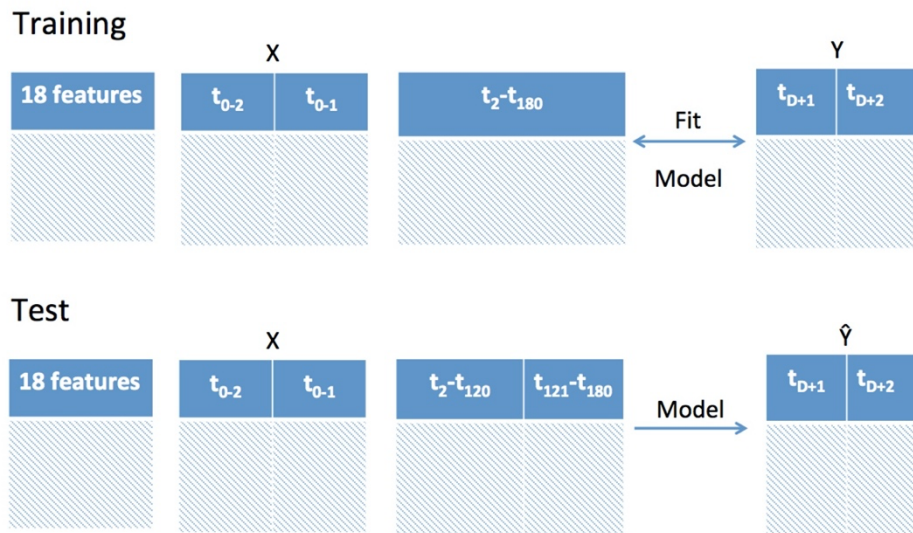 Training
X
Y
18 features
t0-2
t0-1
t2-t180
Fit
Model
tD+1
tD+2
Test
X
Ŷ
18 features
t0-2
t0-1
t2-t120
t121-t180
Model
tD+1
tD+2